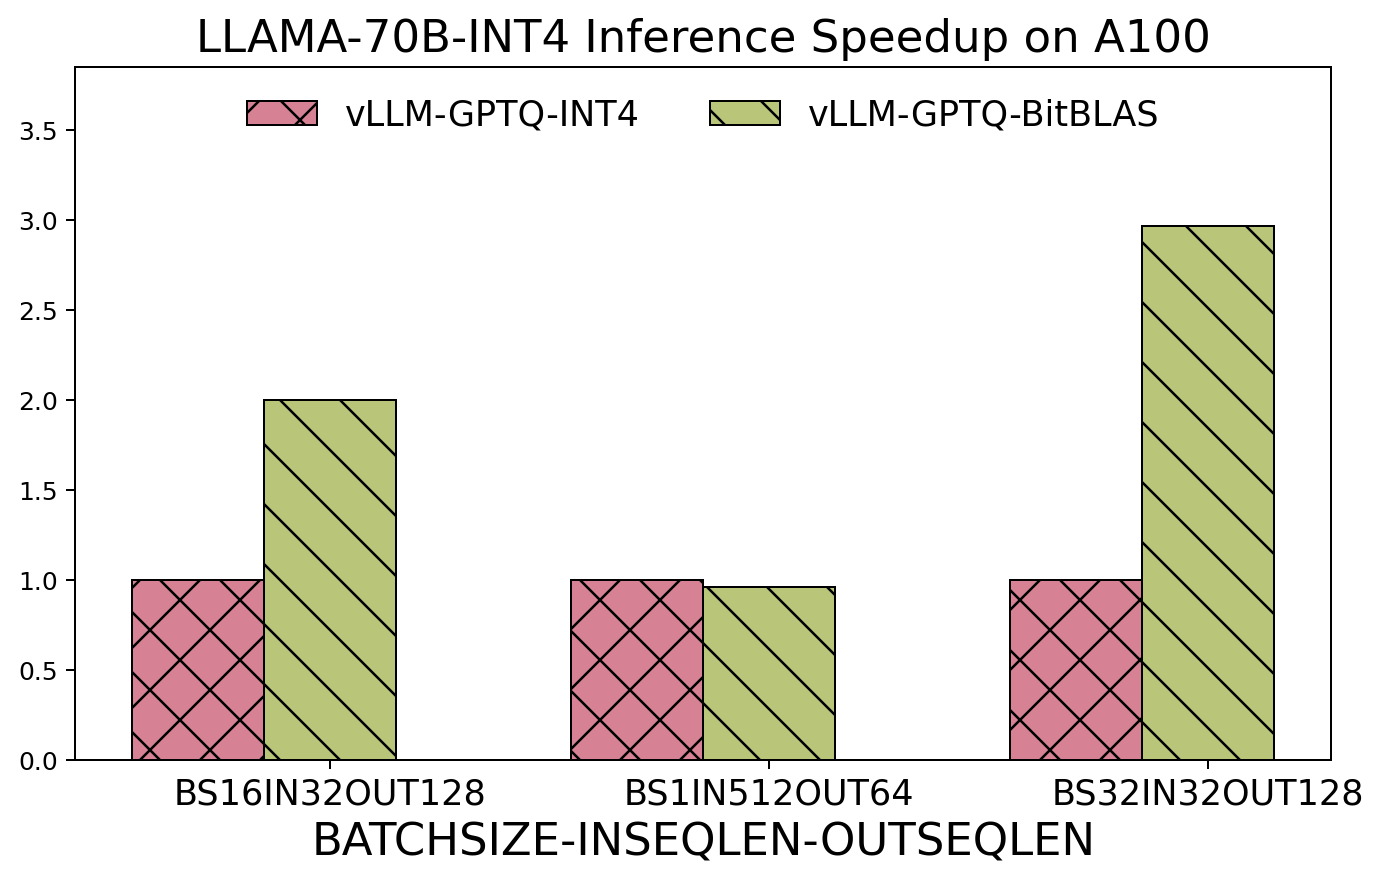 LLAMA-70B-INT4 Inference Speedup on A100
vLLM-GPTQ-INT4
vLLM-GPTQ-BitBLAS
3.5
3.0
2.5
2.0
1.5
1.0
0.5
0.0
BS16IN32OUT128
BS1IN512OUT64
BS32IN32OUT128
BATCHSIZE-INSEQLEN-OUTSEQLEN